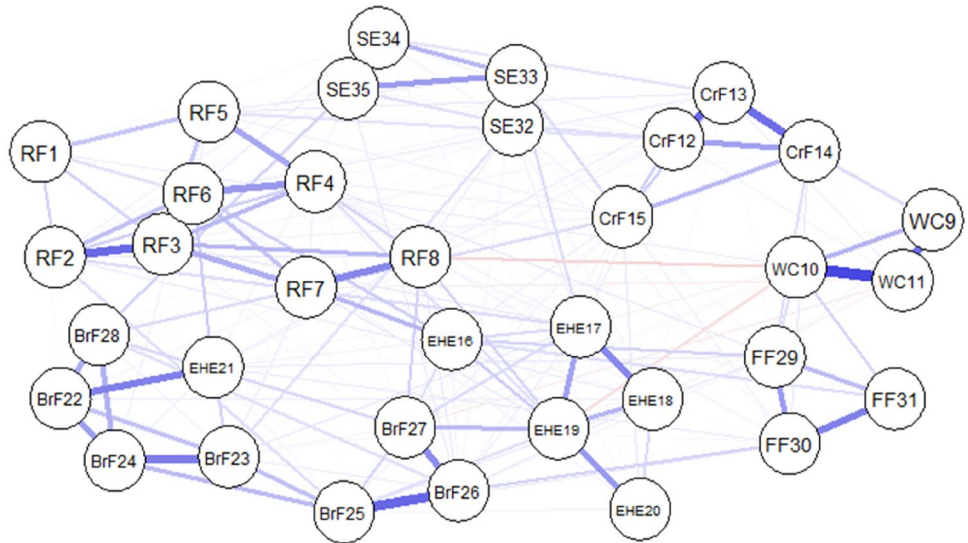 SE34
SE33
SE35
CrF13
RF5
SE32
CrF12
RF1
CrF14
RF4
RF6
CrF15
WC9
RF3
RF2
RF8
WC10
WC11
RF7
EHE17
BrF28
EHE16
FF29
EHE21
BrF22
EHE18
FF31
BrF27
EHE19
FF30
BrF24
BrF23
BrF26
BrF25
EHE20